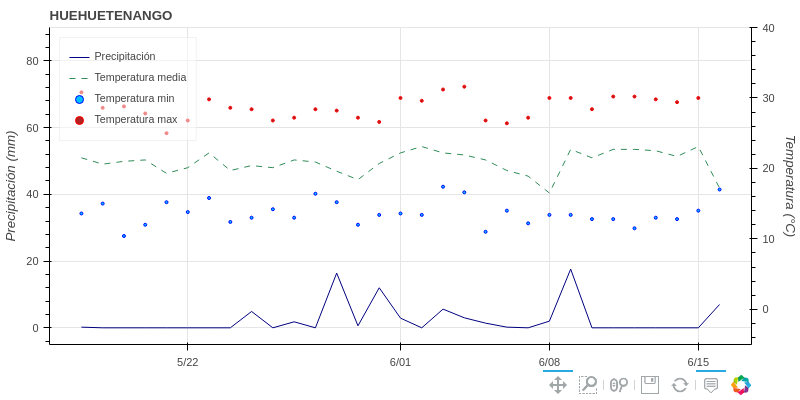 HUEHUETENANGO
Precipitación
Temperatura media
Temperatura min
Temperatura max
Precipitación (mm)
80
60
40
20
0
Temperatura (°C)
40
30
20
10
0
5/22
6/01
6/08
6/15